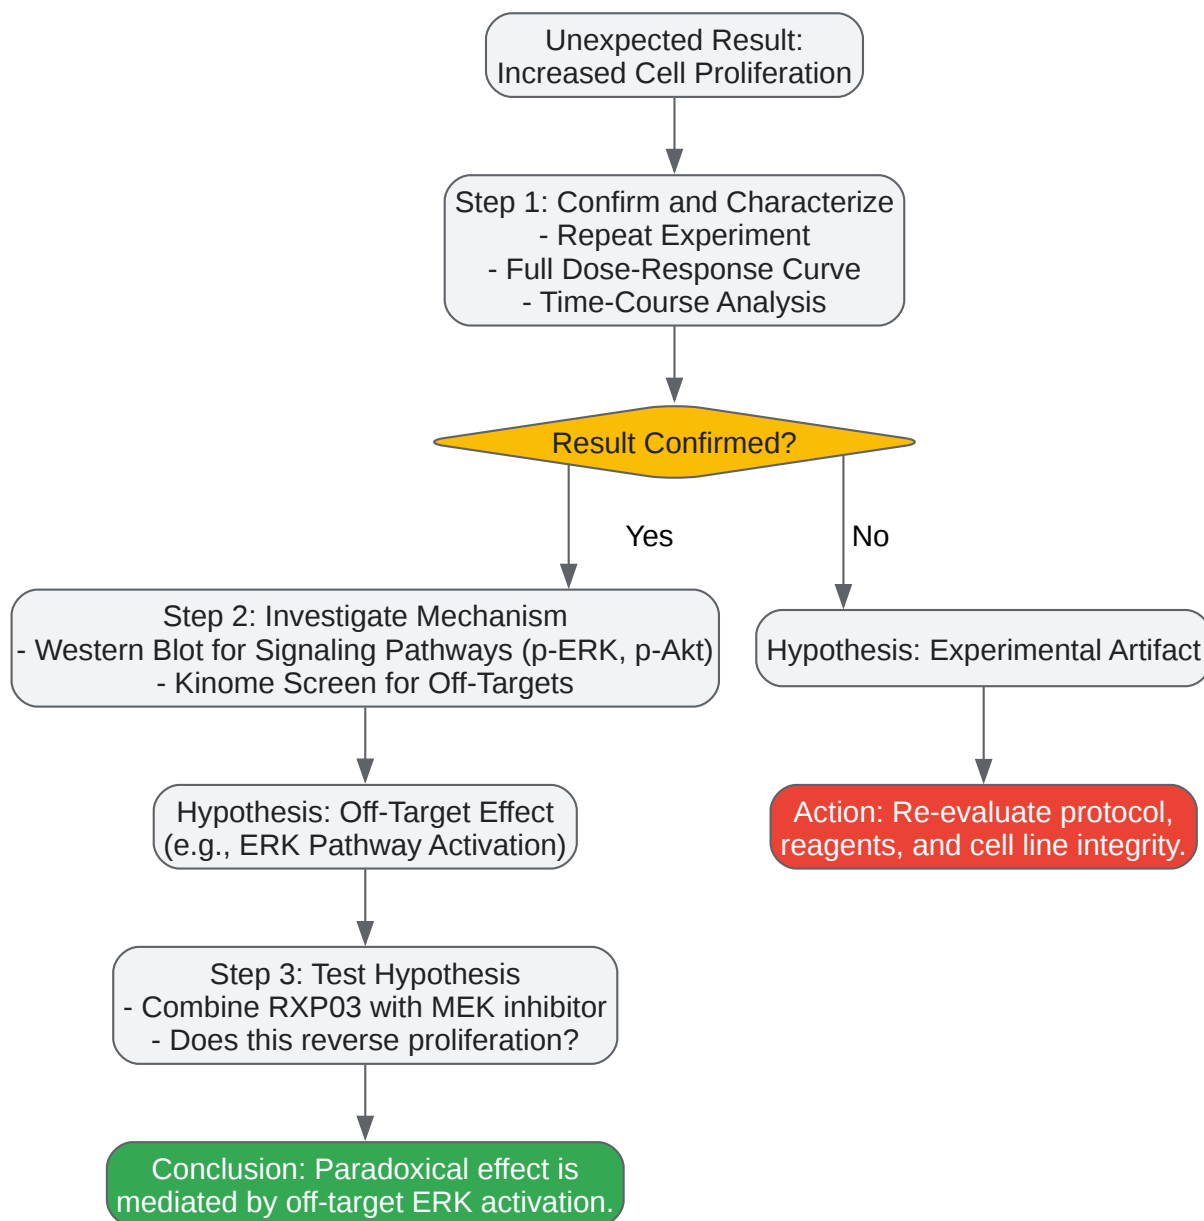 Unexpected Result:
Increased Cell Proliferation
Step 1: Confirm and Characterize
- Repeat Experiment
- Full Dose-Response Curve
- Time-Course Analysis
Result Confirmed?
Yes
No
Step 2: Investigate Mechanism
- Western Blot for Signaling Pathways (p-ERK, p-Akt)
- Kinome Screen for Off-Targets
Hypothesis: Experimental Artifact
Hypothesis: Off-Target Effect
(e.g., ERK Pathway Activation)
Action: Re-evaluate protocol,
reagents, and cell line integrity.
Step 3: Test Hypothesis
- Combine RXP03 with MEK inhibitor
- Does this reverse proliferation?
Conclusion: Paradoxical effect is
mediated by off-target ERK activation.